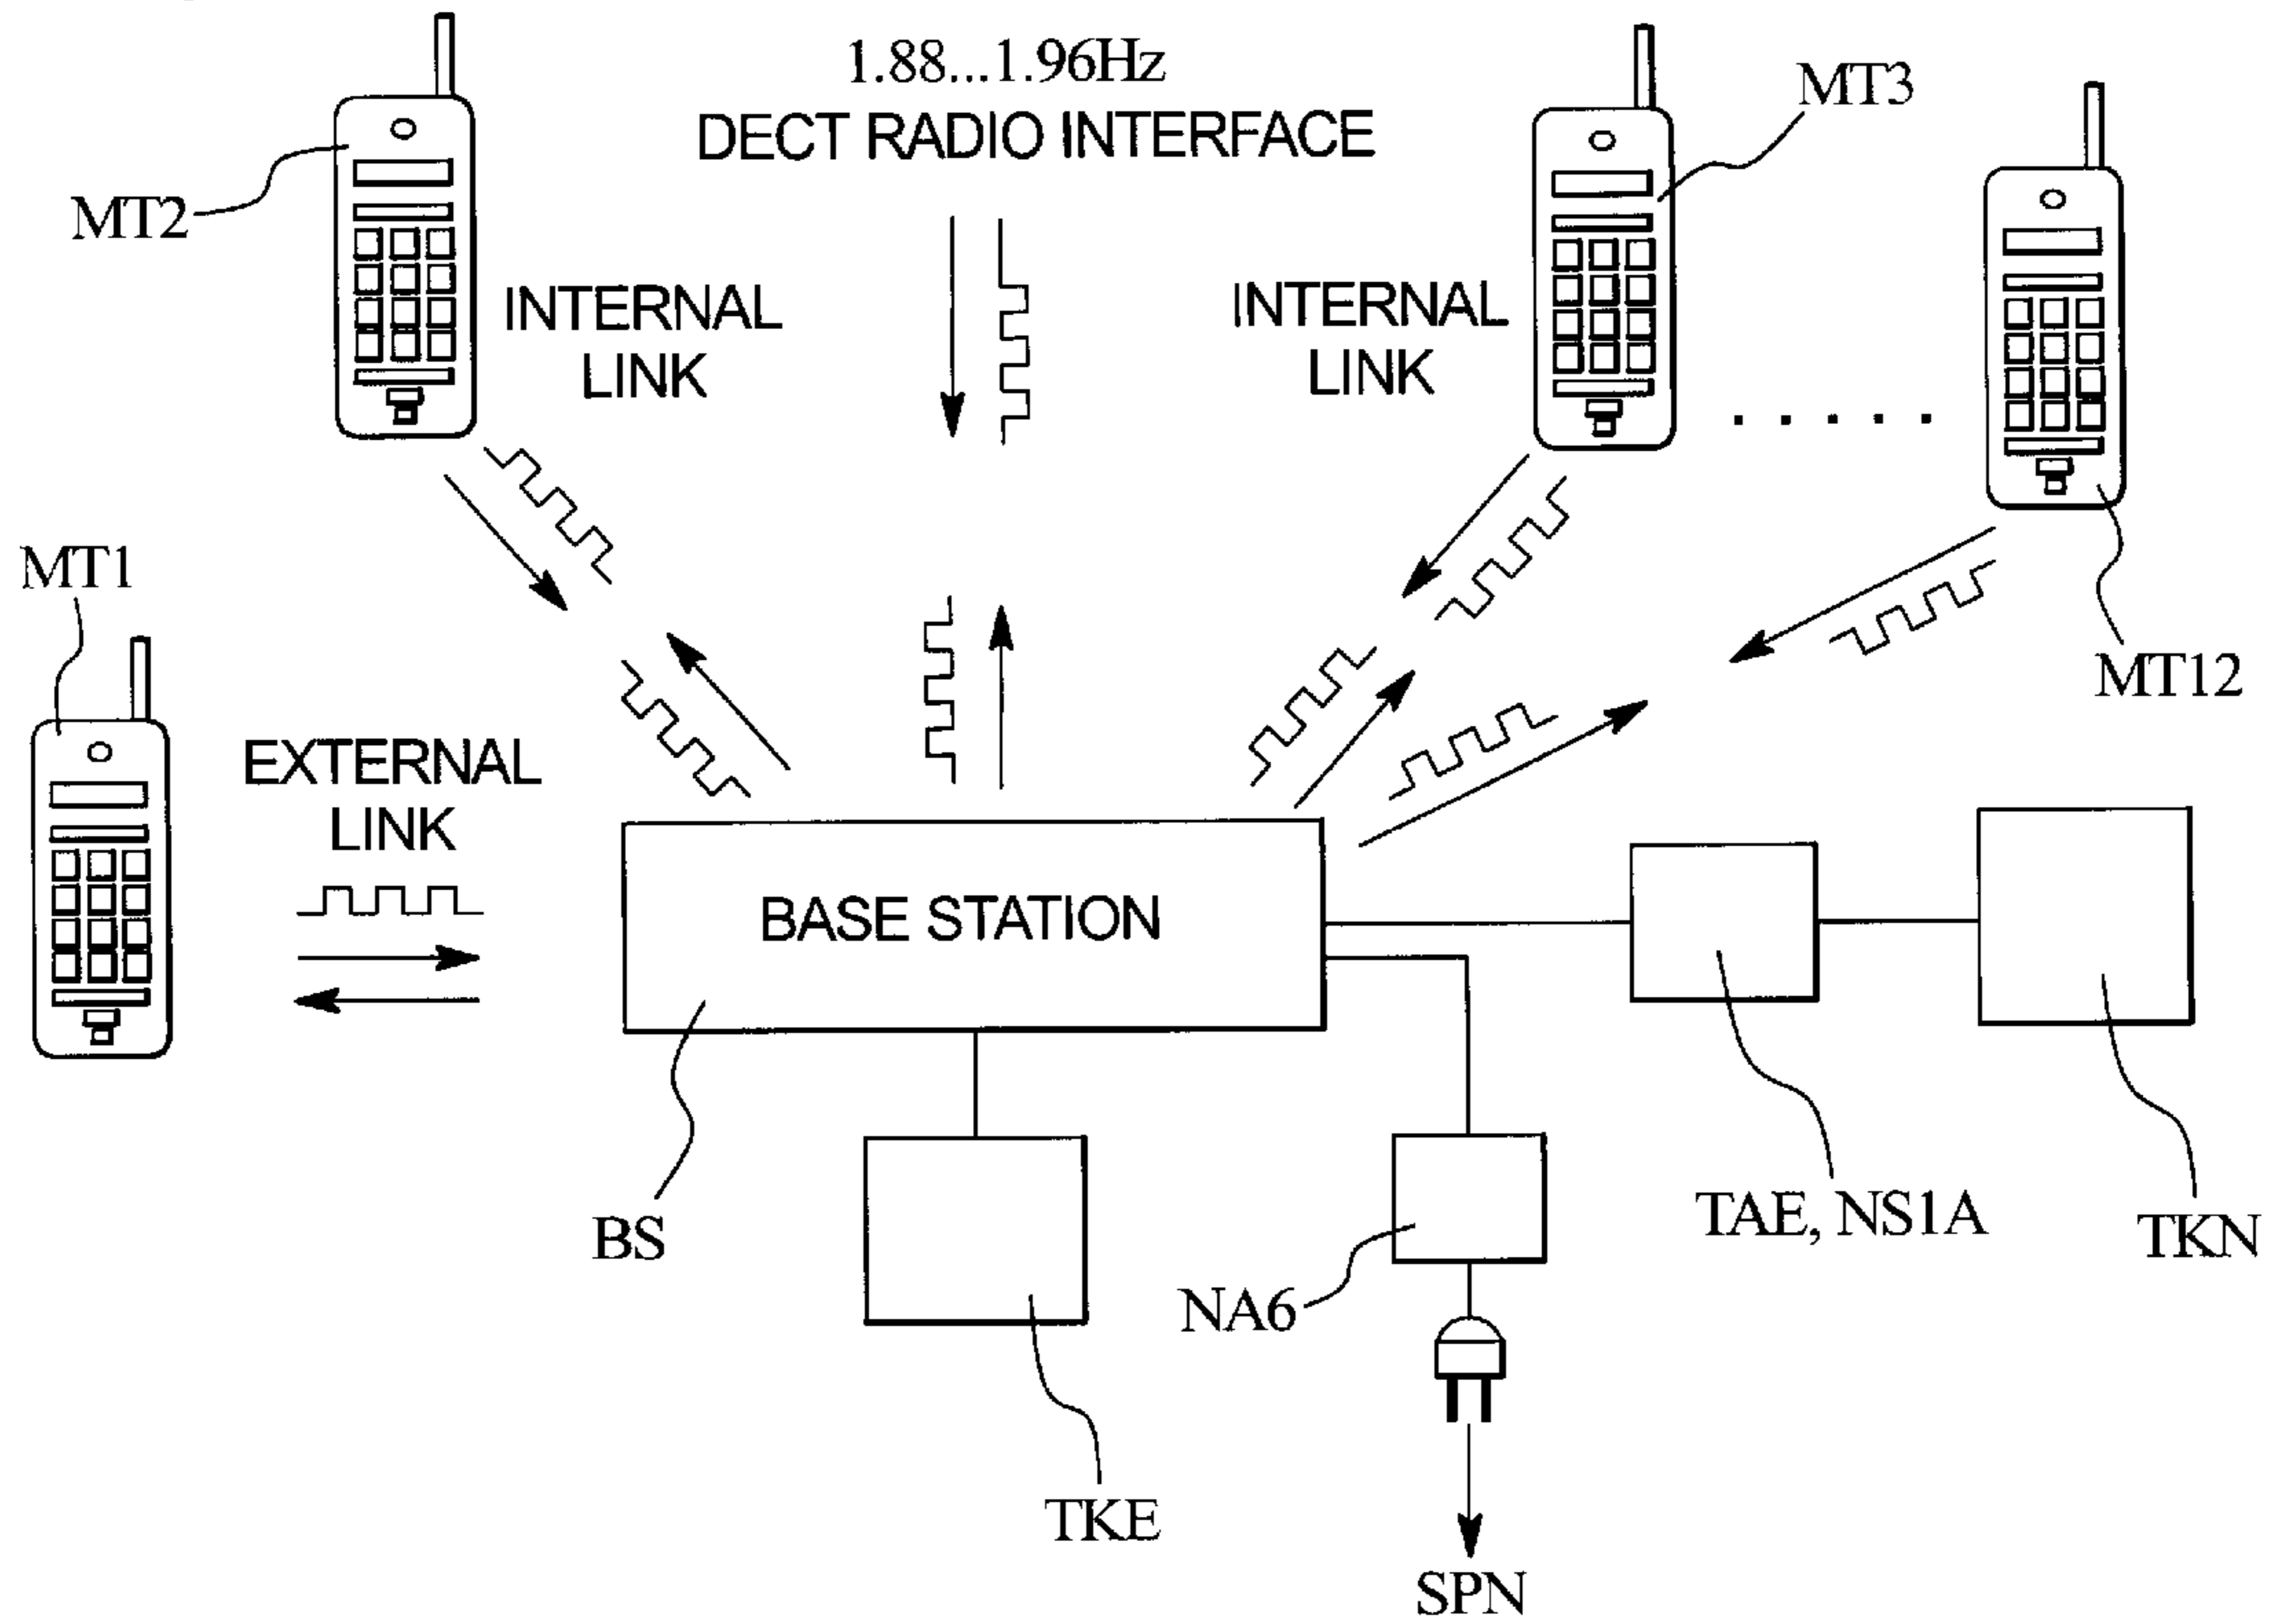 1.88...1.96Hz
DECT RADIO INTERFACE
MT3
MT2
INTERNAL
LINK
INTERNAL
LINK
MT1
MT12
EXTERNAL
LINK
BASE STATION
BS
TAE, NS1A
TKN
NA6
TKE
SPN